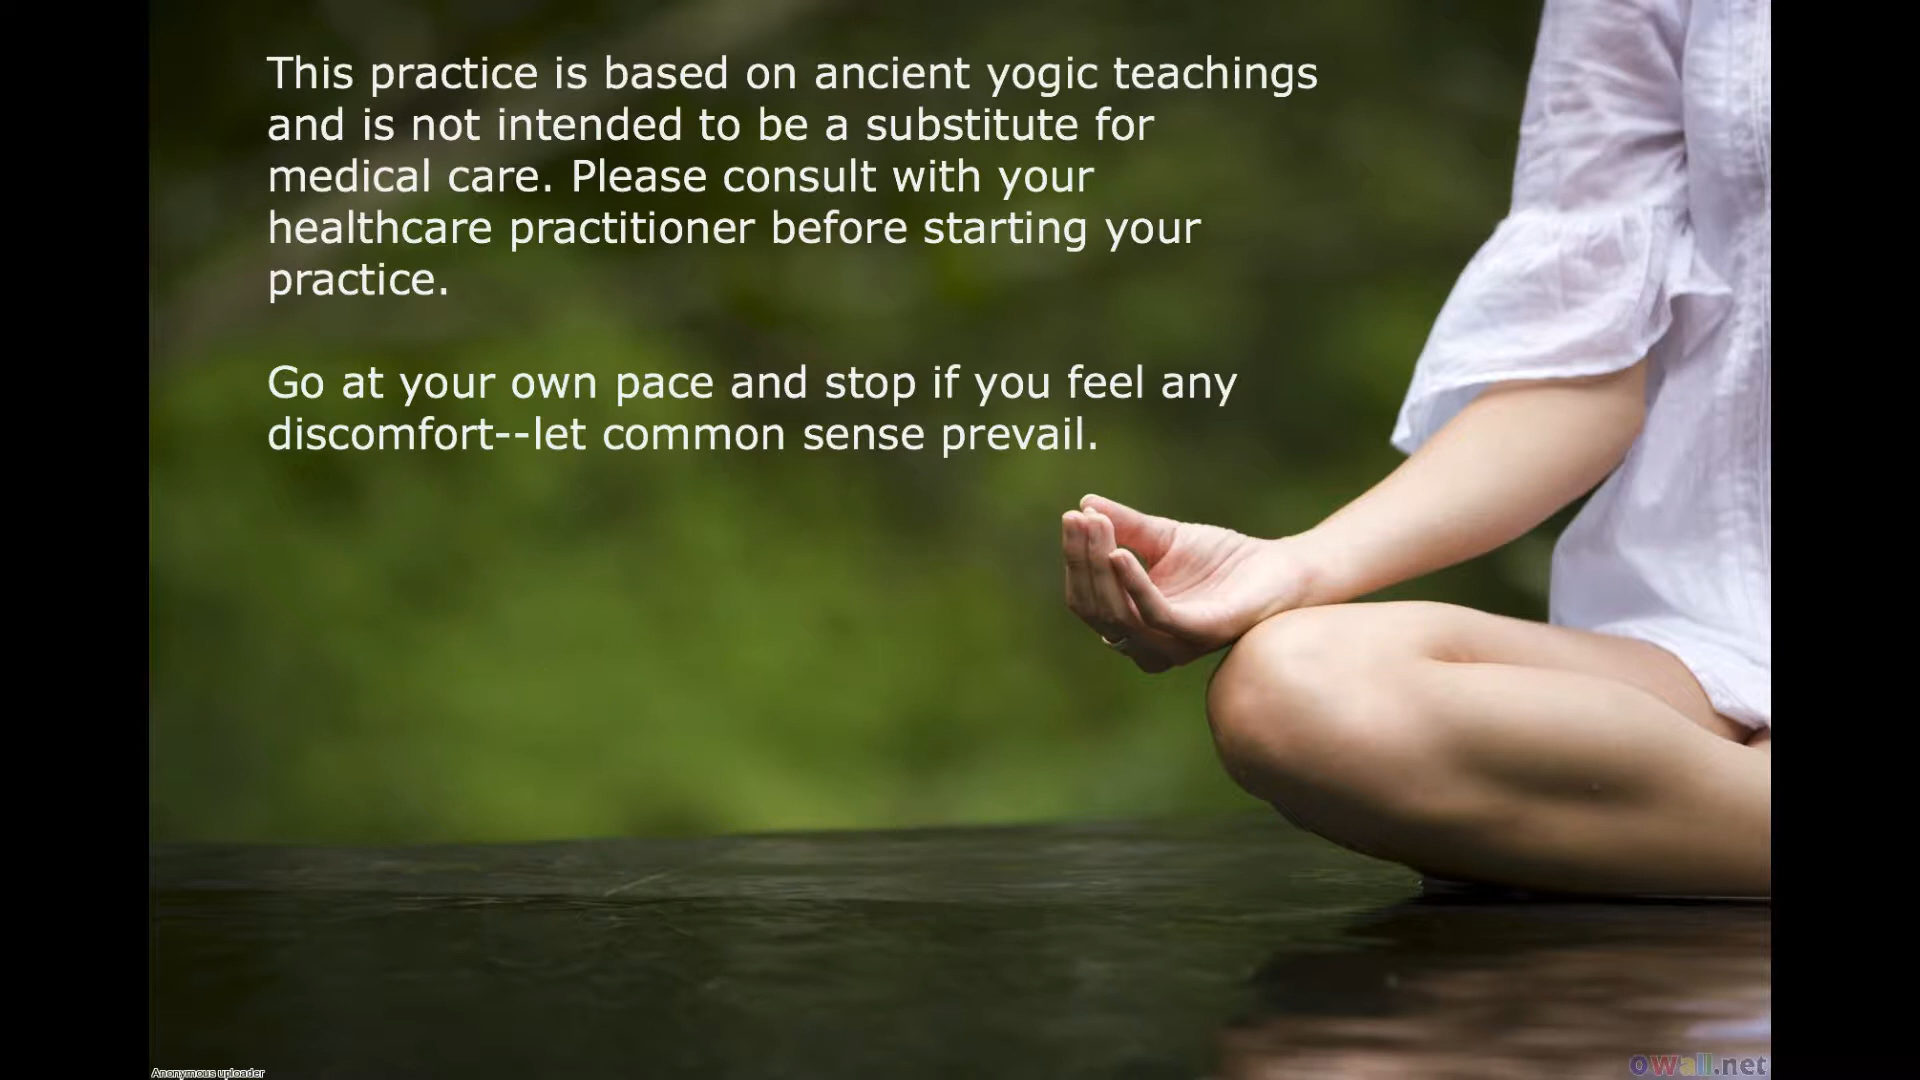 This practice is based on ancient yogic teachings
and is not intended to be a substitute for
medical care. Please consult with your
healthcare practitioner before starting your
practice.
Go at your own pace and stop if you feel any
discomfort--let common sense prevail.
Anonymous uploader
owall.net